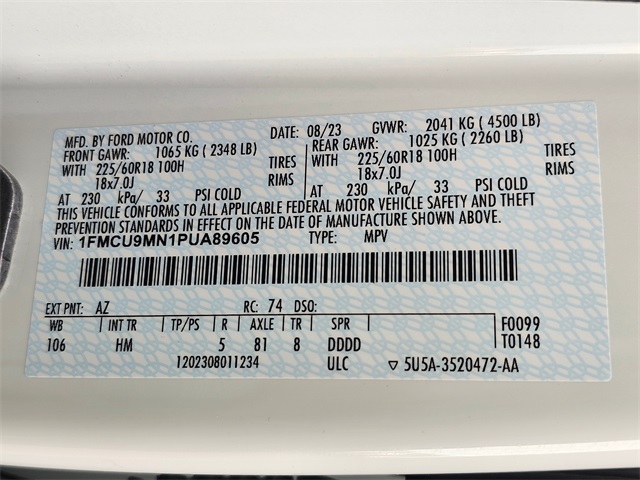 MFD. BY FORD MOTOR CO. DATE: 08/23 GVWR: 2041 KG ( 4500 LB)
FRONT GAWR: 1065 KG ( 2348 LB) REAR GAWR: 1025 KG ( 2260 LB)
WITH 225/60R18 100H TIRES WITH 225/60R18 100H TIRES
18x7.0J RIMS 18x7.0J RIMS
AT 230 kPa/ 33 PSI COLD AT 230 kPa/ 33 PSI COLD
THIS VEHICLE CONFORMS TO ALL APPLICABLE FEDERAL MOTOR VEHICLE SAFETY AND THEFT
PREVENTION STANDARDS IN EFFECT ON THE DATE OF MANUFACTURE SHOWN ABOVE.
VIN: 1FMCU9MN1PUA89605 TYPE: MPV
EXT PNT: AZ RC: 74 DSO:
WB INT TR TP/PS R AXLE TR SPR F0099
106 HM 5 81 8 DDDD T0148
1202308011234 ULC ▽ 5U5A-3520472-AA